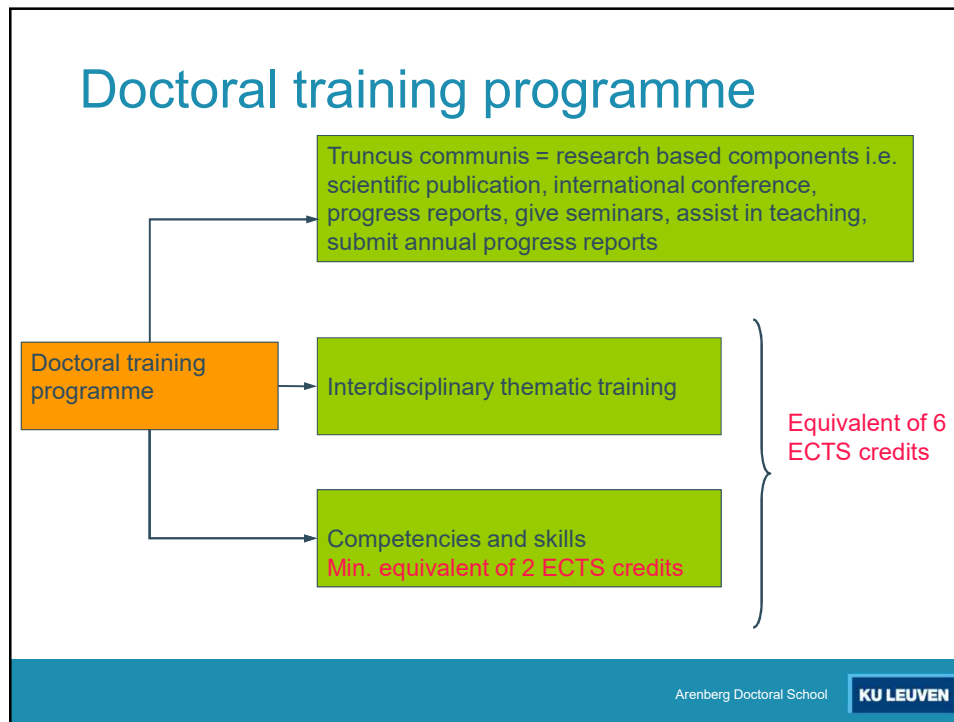 Doctoral training programme
Truncus communis = research based components i.e.
scientific publication, international conference,
progress reports, give seminars, assist in teaching,
submit annual progress reports
Doctoral training
programme
Interdisciplinary thematic training
Equivalent of 6
ECTS credits
Competencies and skills
Min. equivalent of 2 ECTS credits
Arenberg Doctoral School
KU LEUVEN